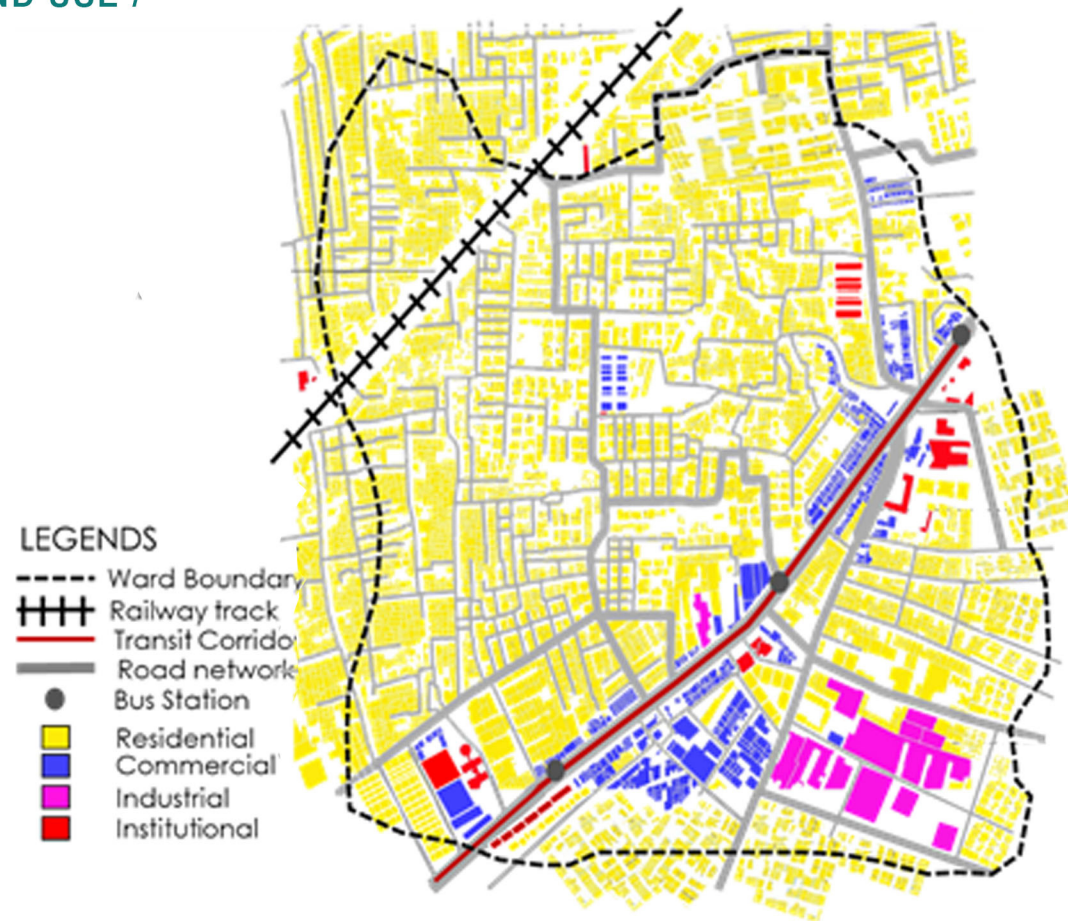 LEGENDS
Ward Boundary
Railway track
Transit Corrido
Road network
Bus Station
Residential
Commercial
Industrial
Institutional